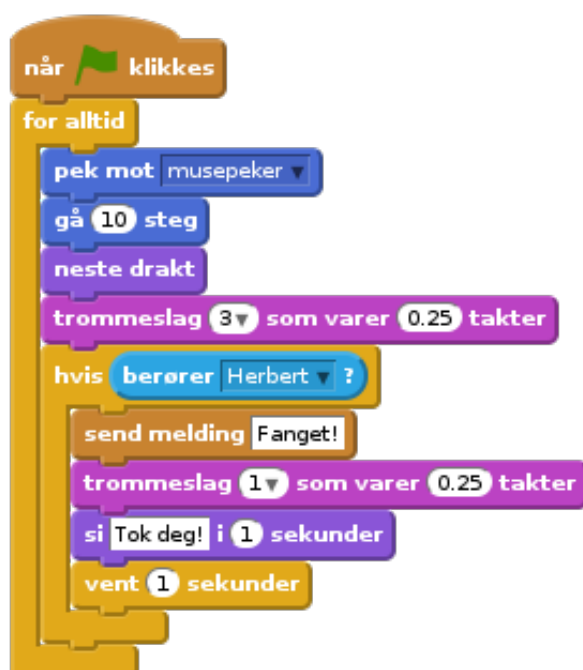 når klikkes
for alltid
pek mot musepeker
gå 10 steg
neste drakt
trommeslag 3 som varer 0.25 takter
hvis berører Herbert ?
send melding Fanget!
trommeslag 1 som varer 0.25 takter
si Tok deg! i 1 sekunder
vent 1 sekunder